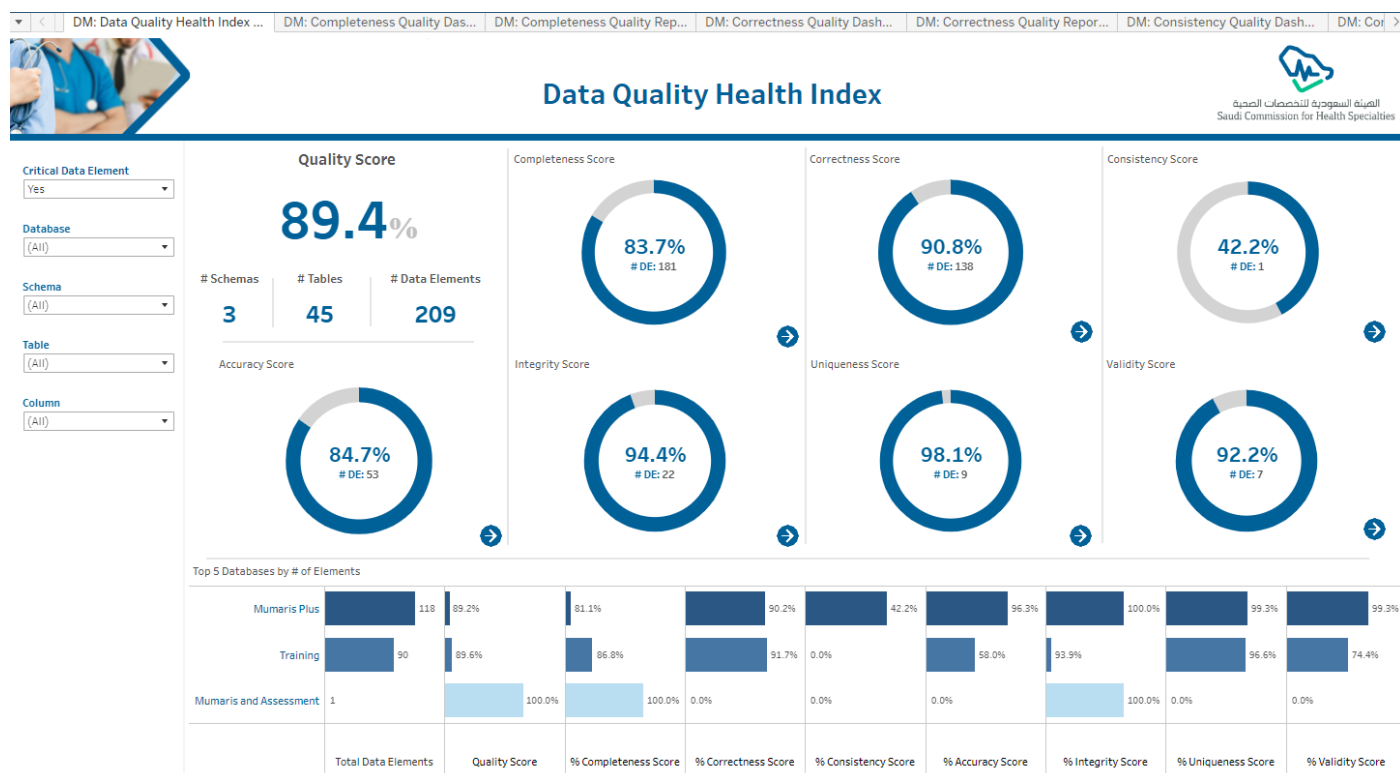 DM: Data Quality Health Index ...
DM: Completeness Quality Das...
DM: Completeness Quality Rep...
DM: Correctness Quality Dash...
DM: Correctness Quality Repor...
DM: Consistency Quality Dash...
DM: Cor
Data Quality Health Index
الهيئة السعودية للتخصصات الصحية
Saudi Commission for Health Specialties
Critical Data Element
Yes
Database
(All)
Schema
(All)
Table
(All)
Column
(All)
Quality Score
89.4%
# Schemas # Tables # Data Elements
3 45 209
Completeness Score
83.7%
# DE: 181
Correctness Score
90.8%
# DE: 138
Consistency Score
42.2%
# DE: 1
Accuracy Score
84.7%
# DE: 53
Integrity Score
94.4%
# DE: 22
Uniqueness Score
98.1%
# DE: 9
Validity Score
92.2%
# DE: 7
Top 5 Databases by # of Elements
Mumaris Plus 118 89.2% 81.1% 90.2% 42.2% 96.3% 100.0% 99.3% 99.3%
Training 90 89.6% 86.8% 91.7% 0.0% 58.0% 93.9% 96.6% 74.4%
Mumaris and Assessment 1 100.0% 100.0% 0.0% 0.0% 0.0% 100.0% 0.0% 0.0%
Total Data Elements Quality Score % Completeness Score % Correctness Score % Consistency Score % Accuracy Score % Integrity Score % Uniqueness Score % Validity Score